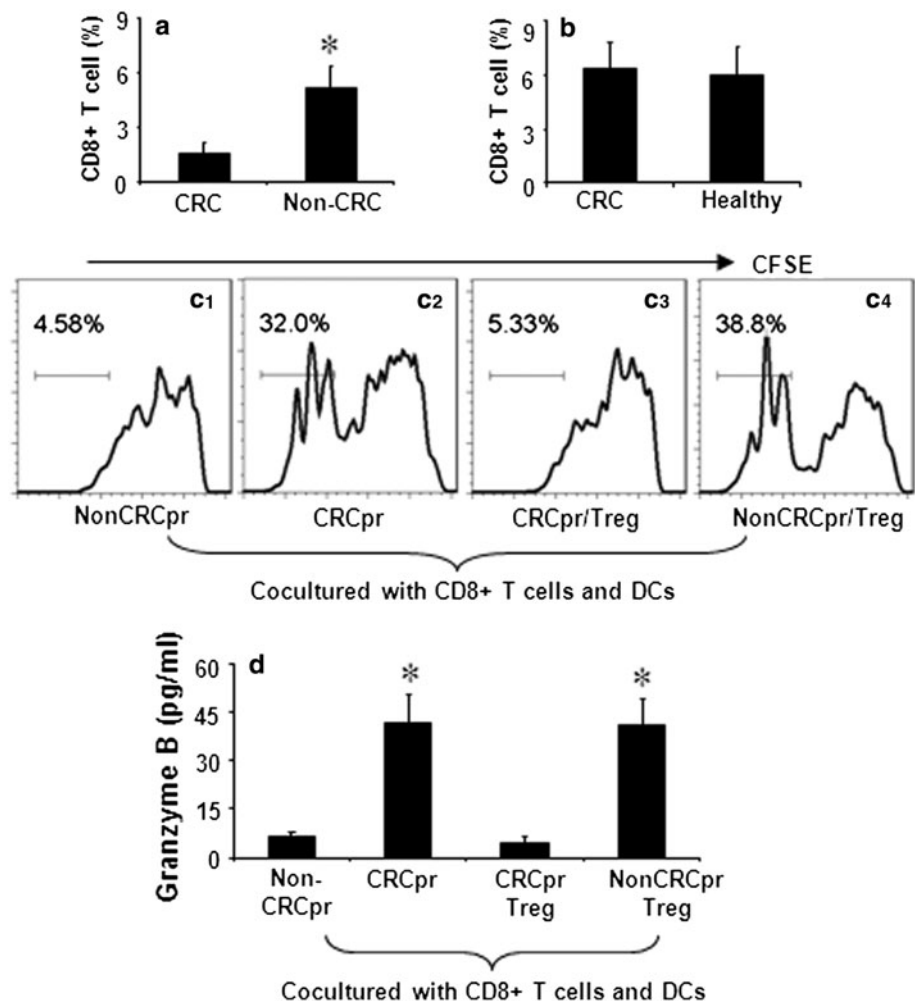 a
CD8+ T cell (%)
9
6
3
0
*
CRC
Non-CRC
b
CD8+ T cell (%)
9
6
3
0
CRC
Healthy
CFSE
c1
4.58%
NonCRCpr
c2
32.0%
CRCpr
c3
5.33%
CRCpr/Treg
c4
38.8%
NonCRCpr/Treg
Cocultured with CD8+ T cells and DCs
d
Granzyme B (pg/ml)
60
45
30
15
0
*
*
Non-
CRCpr
CRCpr
CRCpr
Treg
NonCRCpr
Treg
Cocultured with CD8+ T cells and DCs